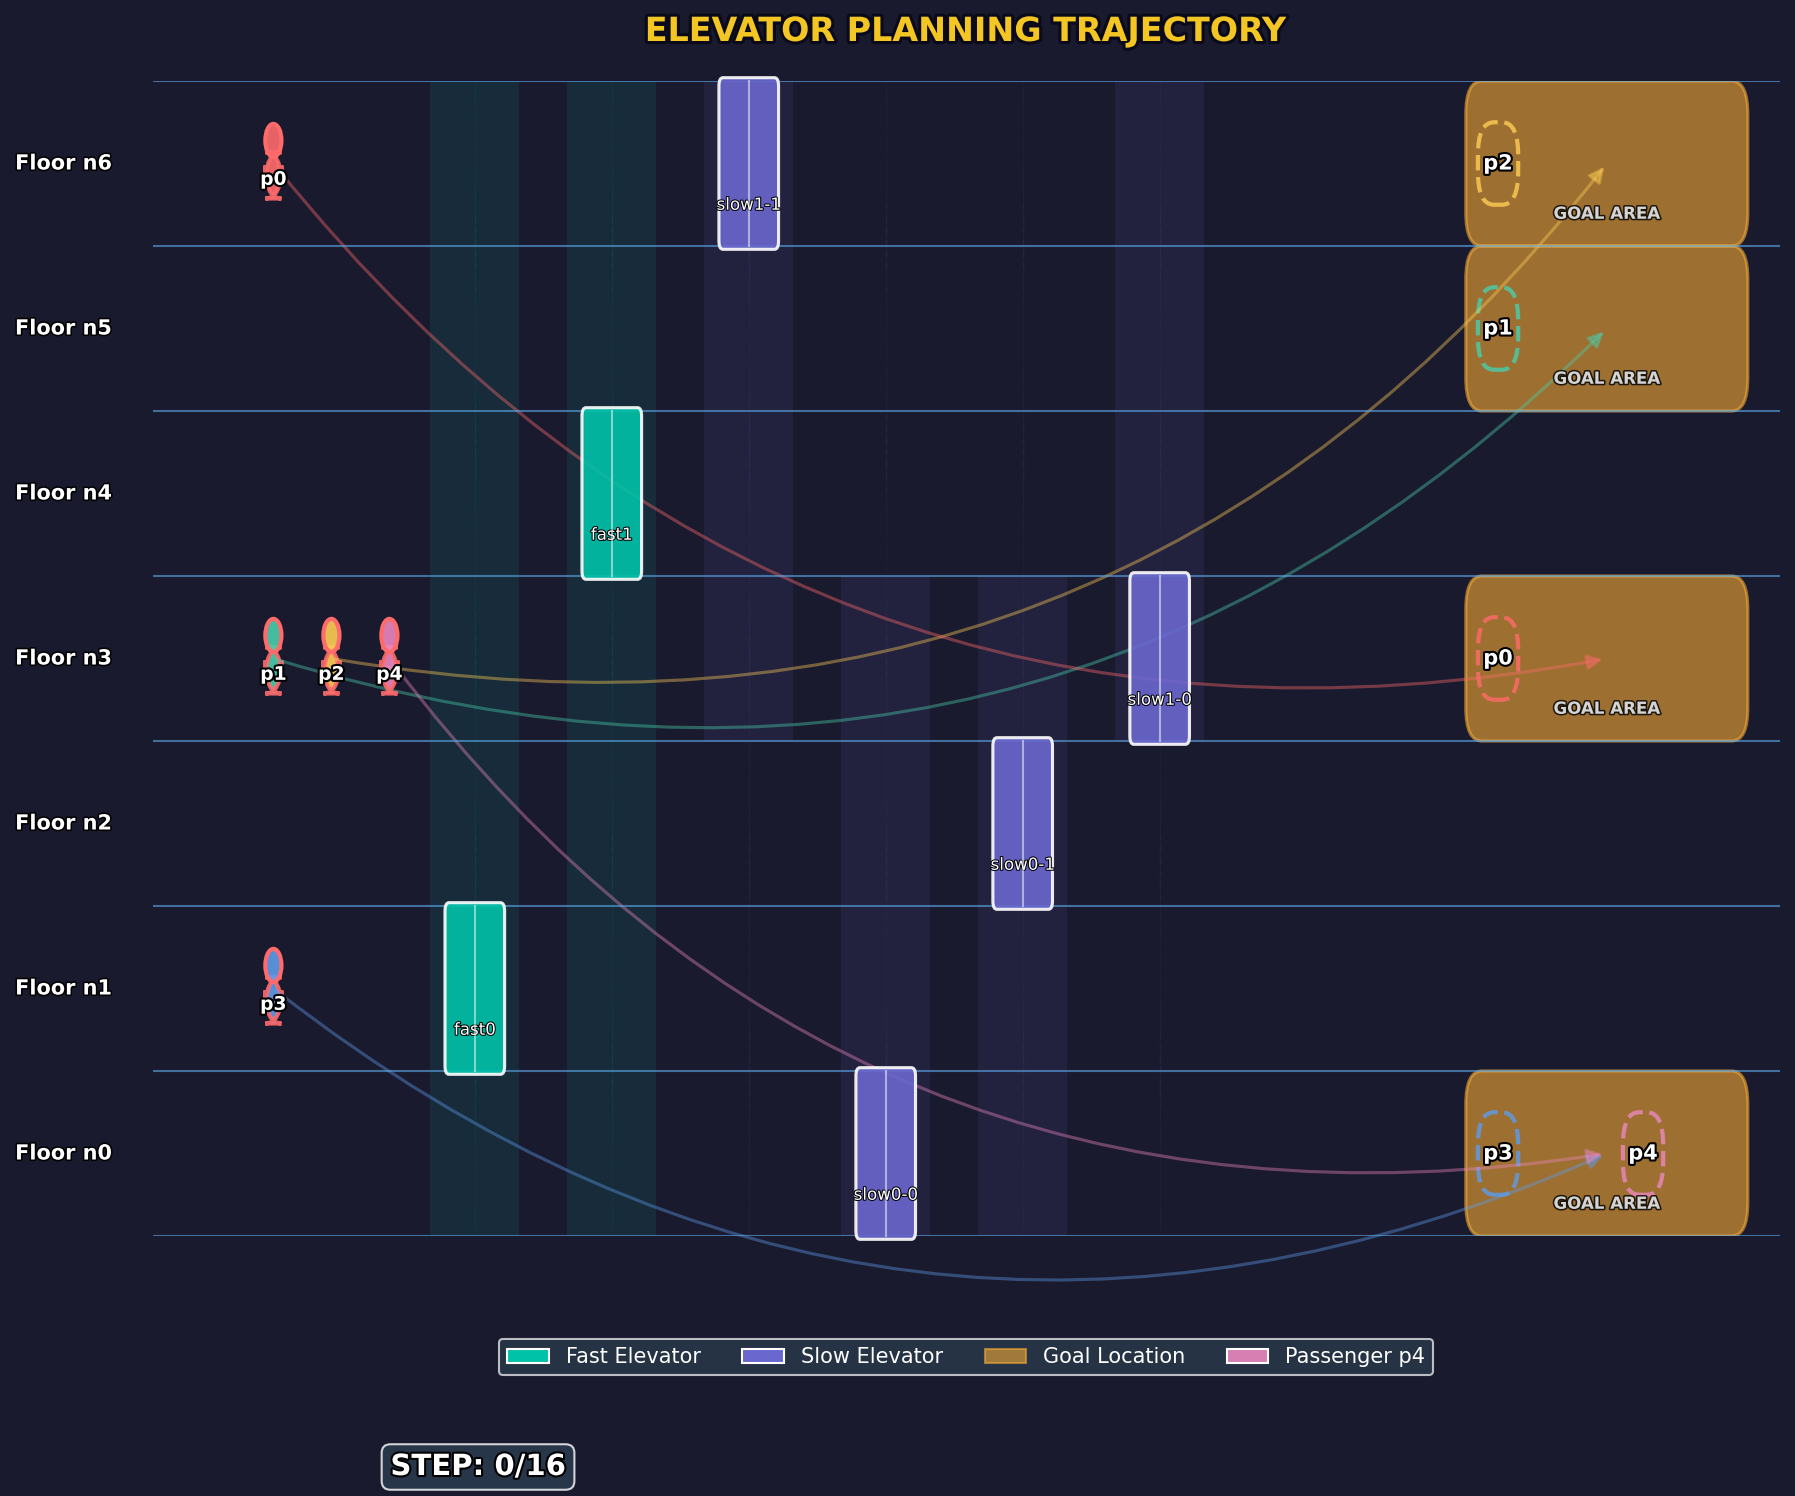 ELEVATOR PLANNING TRAJECTORY
Floor n6
p0
slow1-1
p2
GOAL AREA
Floor n5
p1
GOAL AREA
Floor n4
fast1
Floor n3
p1 p2 p4
slow1-0
p0
GOAL AREA
Floor n2
slow0-1
Floor n1
p3
fast0
Floor n0
slow0-0
p3 p4
GOAL AREA
Fast Elevator Slow Elevator Goal Location Passenger p4
STEP: 0/16